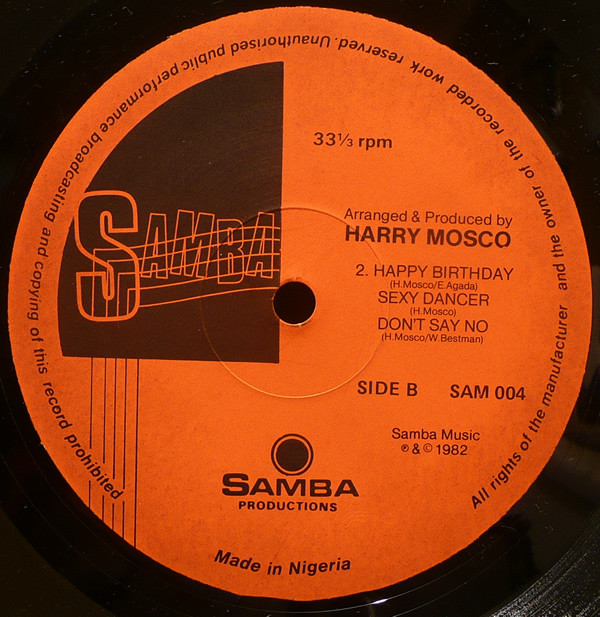 All rights of the manufacturer and the owner of the recorded work reserved. Unauthorised public performance broadcasting and copying of this record prohibited
33⅓ rpm
SAMBA
Arranged & Produced by
HARRY MOSCO
2. HAPPY BIRTHDAY
(H.Mosco/E.Agada)
SEXY DANCER
(H.Mosco)
DON'T SAY NO
(H.Mosco/W.Bestman)
SIDE B SAM 004
Samba Music
℗ & © 1982
SAMBA
PRODUCTIONS
Made in Nigeria